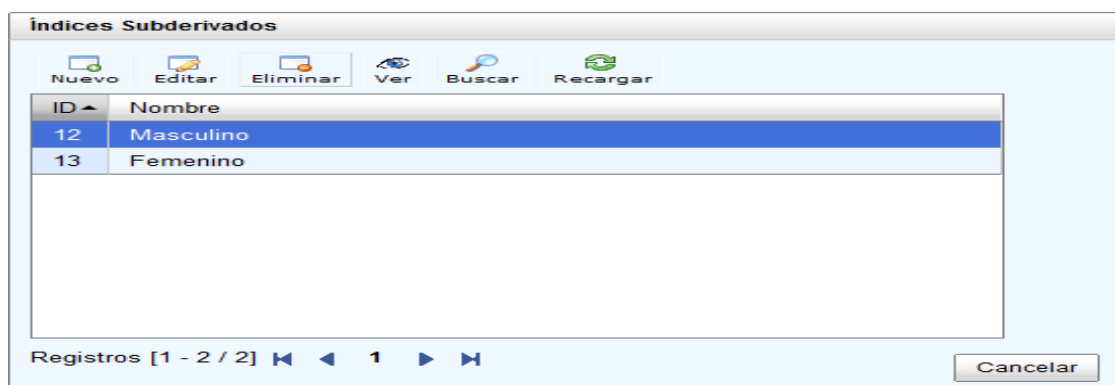 Índices Subderivados
Nuevo Editar Eliminar Ver Buscar Recargar
ID Nombre
12 Masculino
13 Femenino
Registros [1 - 2 / 2] 1
Cancelar